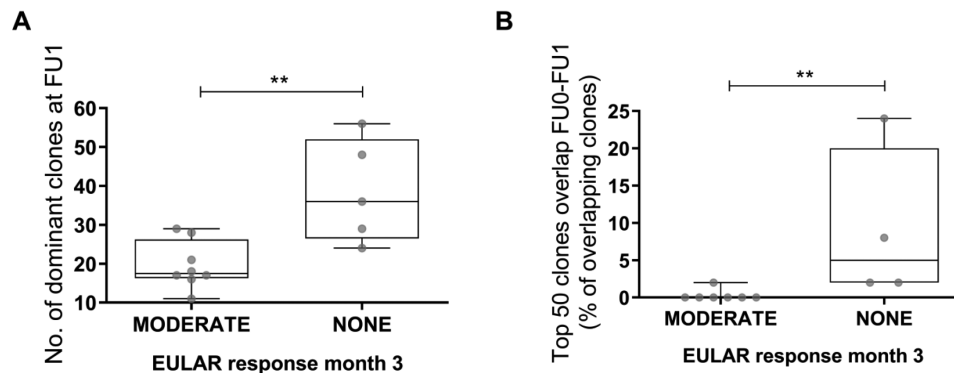 A
No. of dominant clones at FU1
**
60
50
40
30
20
10
MODERATE
NONE
EULAR response month 3
B
Top 50 clones overlap FU0-FU1
(% of overlapping clones)
**
25
20
15
10
5
0
MODERATE
NONE
EULAR response month 3